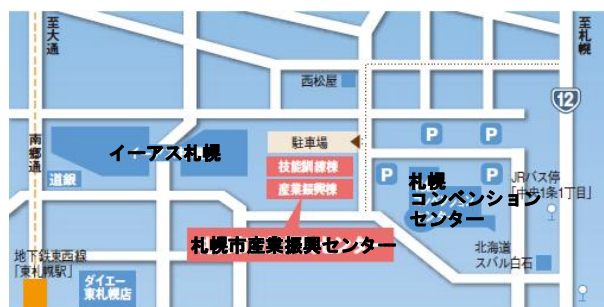 至大通
至札幌
西松屋
12
南郷通
イーアス札幌
駐車場
P
P
技能訓練棟
道銀
産業振興棟
P
札幌
コンベンション
センター
JRバス停
「中央1条1丁目」
札幌市産業振興センター
地下鉄東西線
「東札幌駅」
北海道
スバル白石
ダイエー
東札幌店